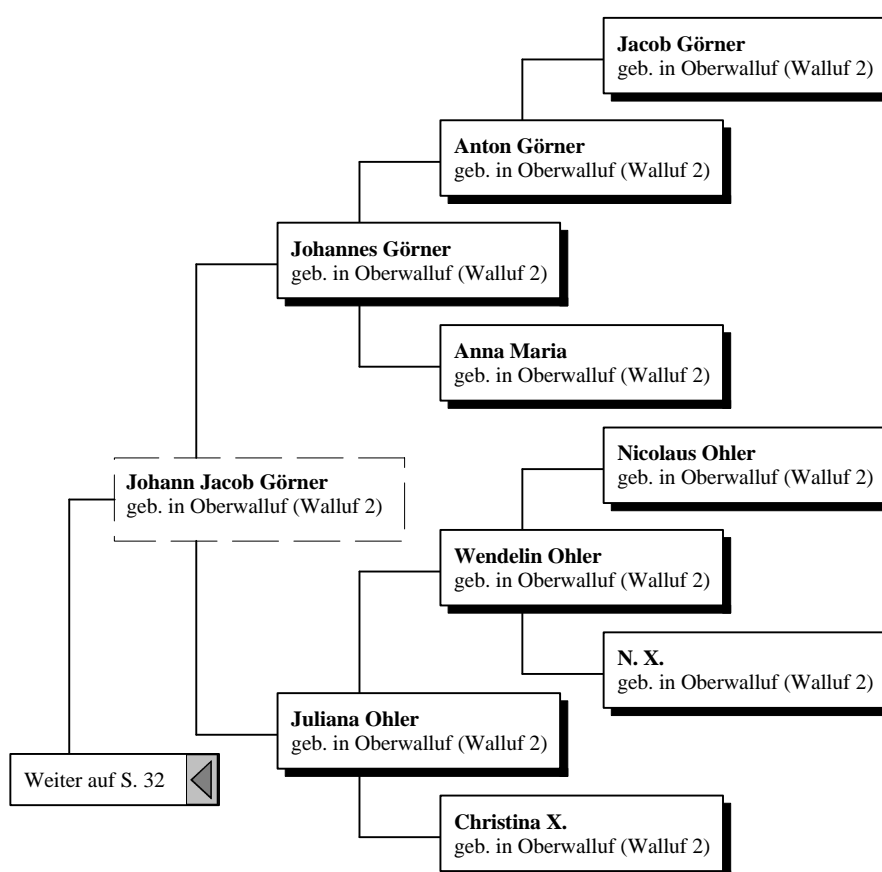 Jacob Görner
geb. in Oberwalluf (Walluf 2)
Anton Görner
geb. in Oberwalluf (Walluf 2)
Johannes Görner
geb. in Oberwalluf (Walluf 2)
Anna Maria
geb. in Oberwalluf (Walluf 2)
Nicolaus Ohler
geb. in Oberwalluf (Walluf 2)
Johann Jacob Görner
geb. in Oberwalluf (Walluf 2)
Wendelin Ohler
geb. in Oberwalluf (Walluf 2)
N. X.
geb. in Oberwalluf (Walluf 2)
Juliana Ohler
geb. in Oberwalluf (Walluf 2)
Weiter auf S. 32
Christina X.
geb. in Oberwalluf (Walluf 2)